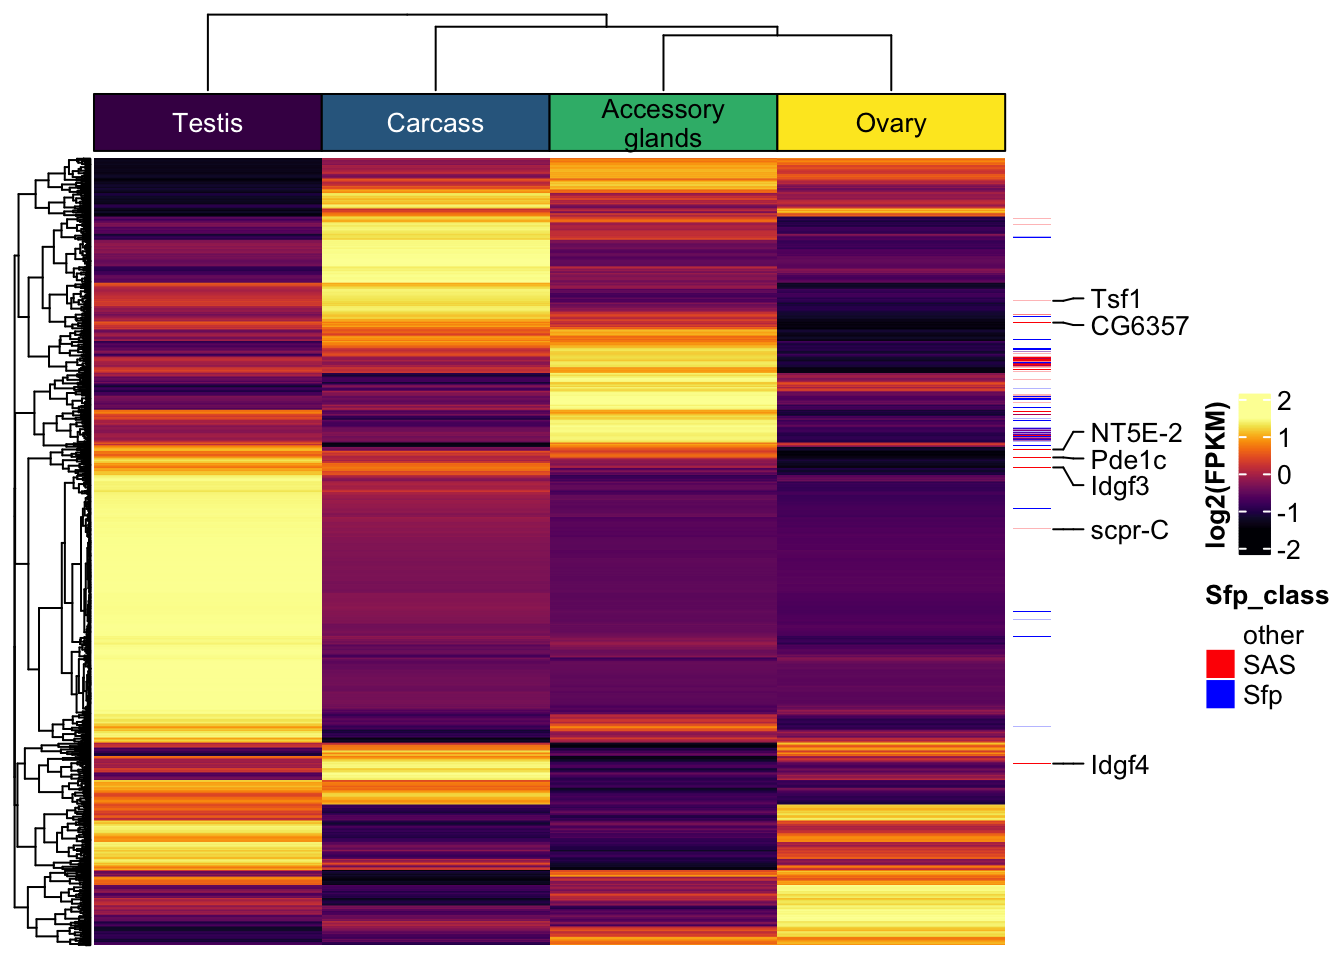 Testis
Carcass
Accessory
glands
Ovary
Tsf1
CG6357
NT5E-2
Pde1c
Idgf3
scpr-C
Idgf4
log2(FPKM)
2
1
0
-1
-2
Sfp_class
other
SAS
Sfp